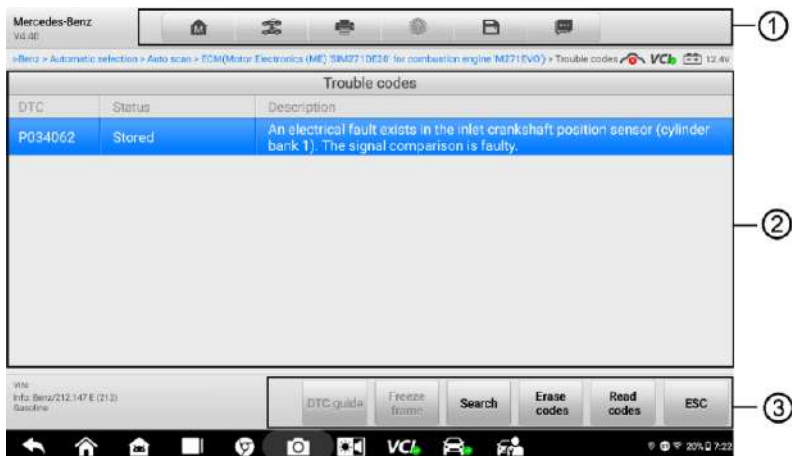 Mercedes-Benz
V4.40
①
>Benz > Automatic selection > Auto scan > ECM(Motor Electronics (ME) 'SIM271DE20' for combustion engine 'M271EVO') > Trouble codes VCI 12.4V
Trouble codes
DTC Status Description
P034062 Stored An electrical fault exists in the inlet crankshaft position sensor (cylinder
bank 1). The signal comparison is faulty.
②
VIN:
Info: Benz/212.147 E (212)
Gasoline
DTC guide Freeze frame Search Erase codes Read codes ESC
③
VCI 20% 7:22